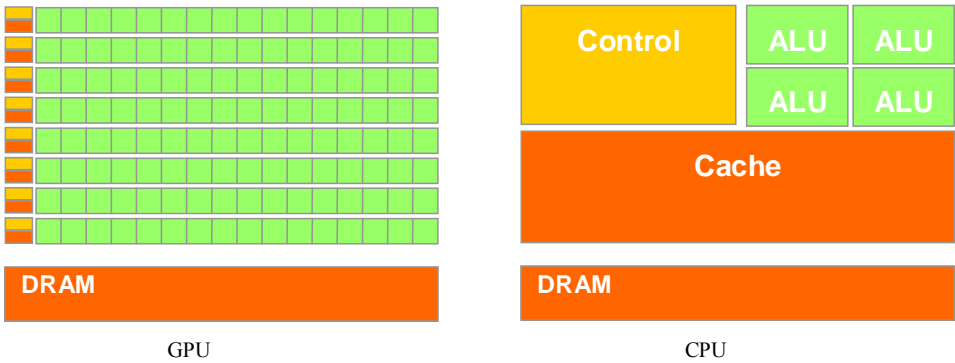 Control
ALU ALU
ALU ALU
Cache
DRAM
DRAM
GPU
CPU